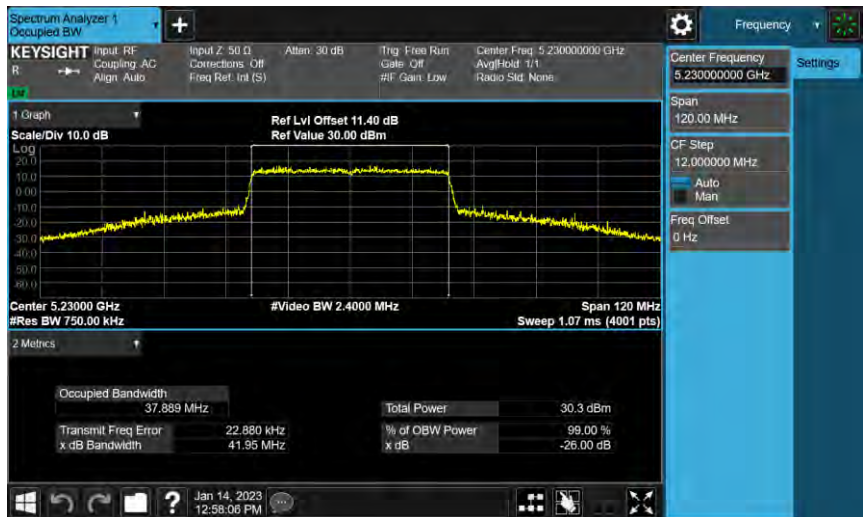 Spectrum Analyzer 1
Occupied BW
+
Frequency
KEYSIGHT Input: RF Input Z: 50 Ω Atten: 30 dB Trig: Free Run Center Freq: 5.230000000 GHz
R Coupling: AC Corrections: Off Gate: Off Avg|Hold: 1/1
Align: Auto Freq Ref: Int (S) #IF Gain: Low Radio Std: None
Center Frequency
5.230000000 GHz
Settings
Span
120.00 MHz
CF Step
12.000000 MHz
Auto
Man
Freq Offset
0 Hz
1 Graph
Ref Lvl Offset 11.40 dB
Scale/Div 10.0 dB Ref Value 30.00 dBm
Log
20.0
10.0
0.00
-10.0
-20.0
-30.0
-40.0
-50.0
-60.0
Center 5.23000 GHz #Video BW 2.4000 MHz Span 120 MHz
#Res BW 750.00 kHz Sweep 1.07 ms (4001 pts)
2 Metrics
Occupied Bandwidth
37.889 MHz Total Power 30.3 dBm
Transmit Freq Error 22.880 kHz % of OBW Power 99.00 %
x dB Bandwidth 41.95 MHz x dB -26.00 dB
? Jan 14, 2023
12:58:06 PM